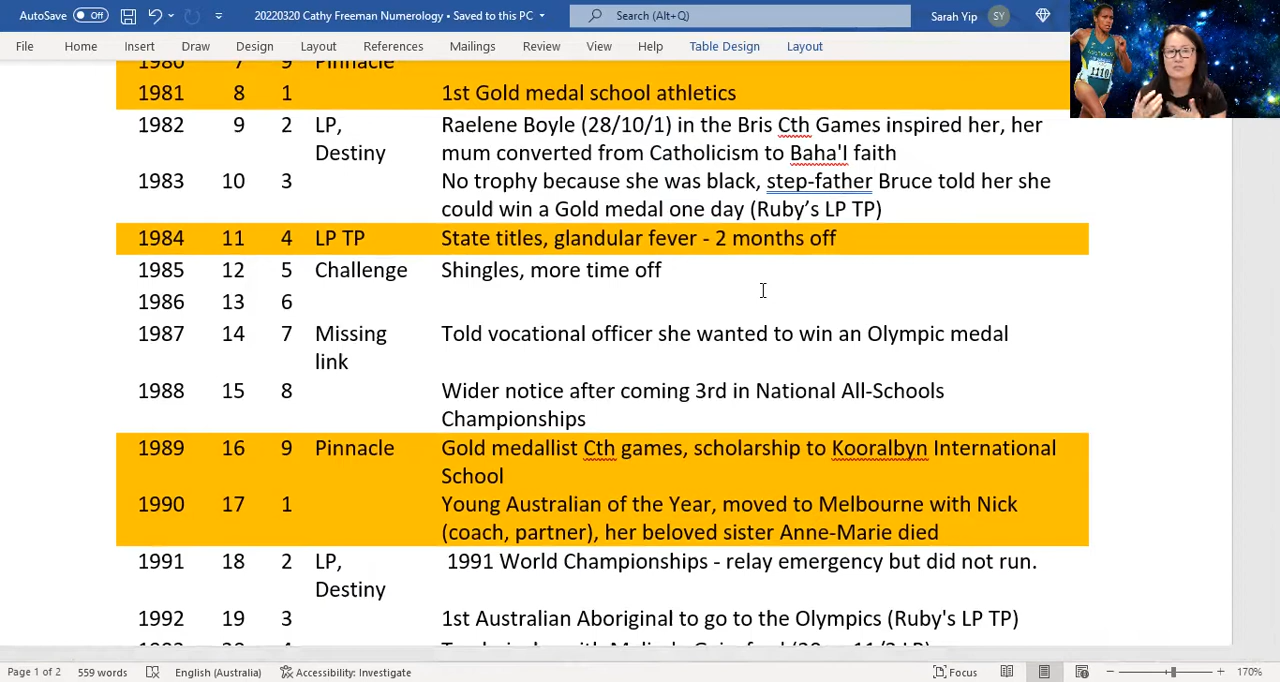 AutoSave Off 20220320 Cathy Freeman Numerology • Saved to this PC Search (Alt+Q) Sarah Yip SY
File Home Insert Draw Design Layout References Mailings Review View Help Table Design Layout
1980 7 9 Pinnacle
1981 8 1 1st Gold medal school athletics
1982 9 2 LP, Raelene Boyle (28/10/1) in the Bris Cth Games inspired her, her
Destiny mum converted from Catholicism to Baha'I faith
1983 10 3 No trophy because she was black, step-father Bruce told her she
could win a Gold medal one day (Ruby's LP TP)
1984 11 4 LP TP State titles, glandular fever - 2 months off
1985 12 5 Challenge Shingles, more time off
1986 13 6
1987 14 7 Missing Told vocational officer she wanted to win an Olympic medal
link
1988 15 8 Wider notice after coming 3rd in National All-Schools
Championships
1989 16 9 Pinnacle Gold medallist Cth games, scholarship to Kooralbyn International
School
1990 17 1 Young Australian of the Year, moved to Melbourne with Nick
(coach, partner), her beloved sister Anne-Marie died
1991 18 2 LP, 1991 World Championships - relay emergency but did not run.
Destiny
1992 19 3 1st Australian Aboriginal to go to the Olympics (Ruby's LP TP)
Page 1 of 2 559 words English (Australia) Accessibility: Investigate Focus 170%